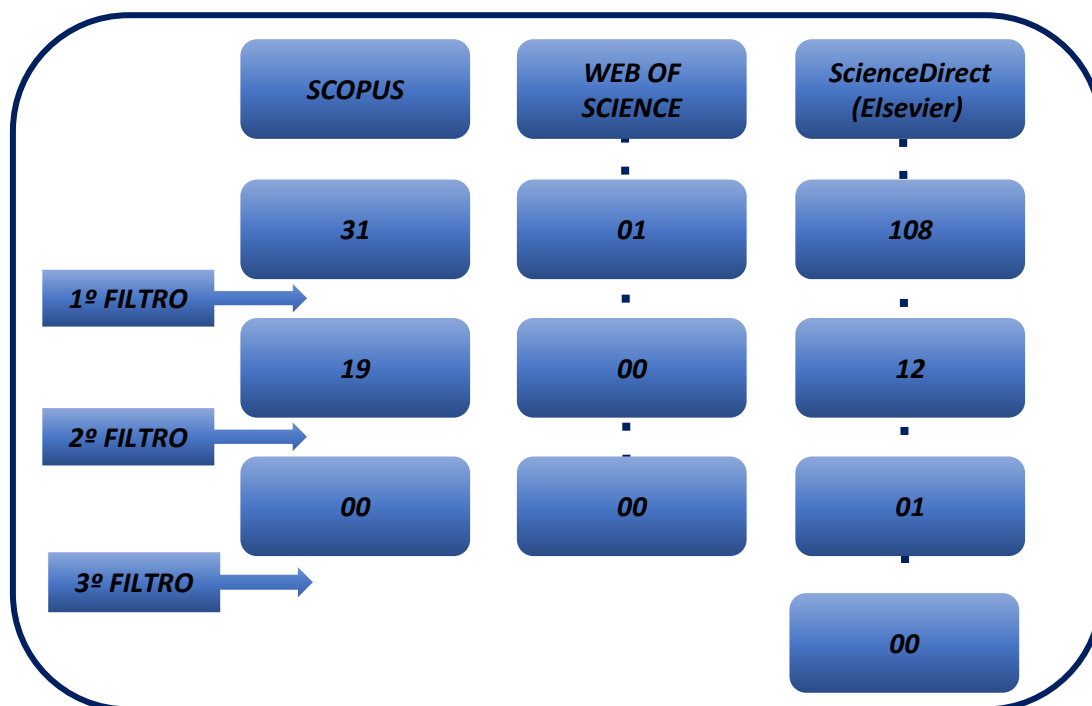 SCOPUS
WEB OF
SCIENCE
ScienceDirect
(Elsevier)
31
01
108
1º FILTRO
19
00
12
2º FILTRO
00
00
01
3º FILTRO
00